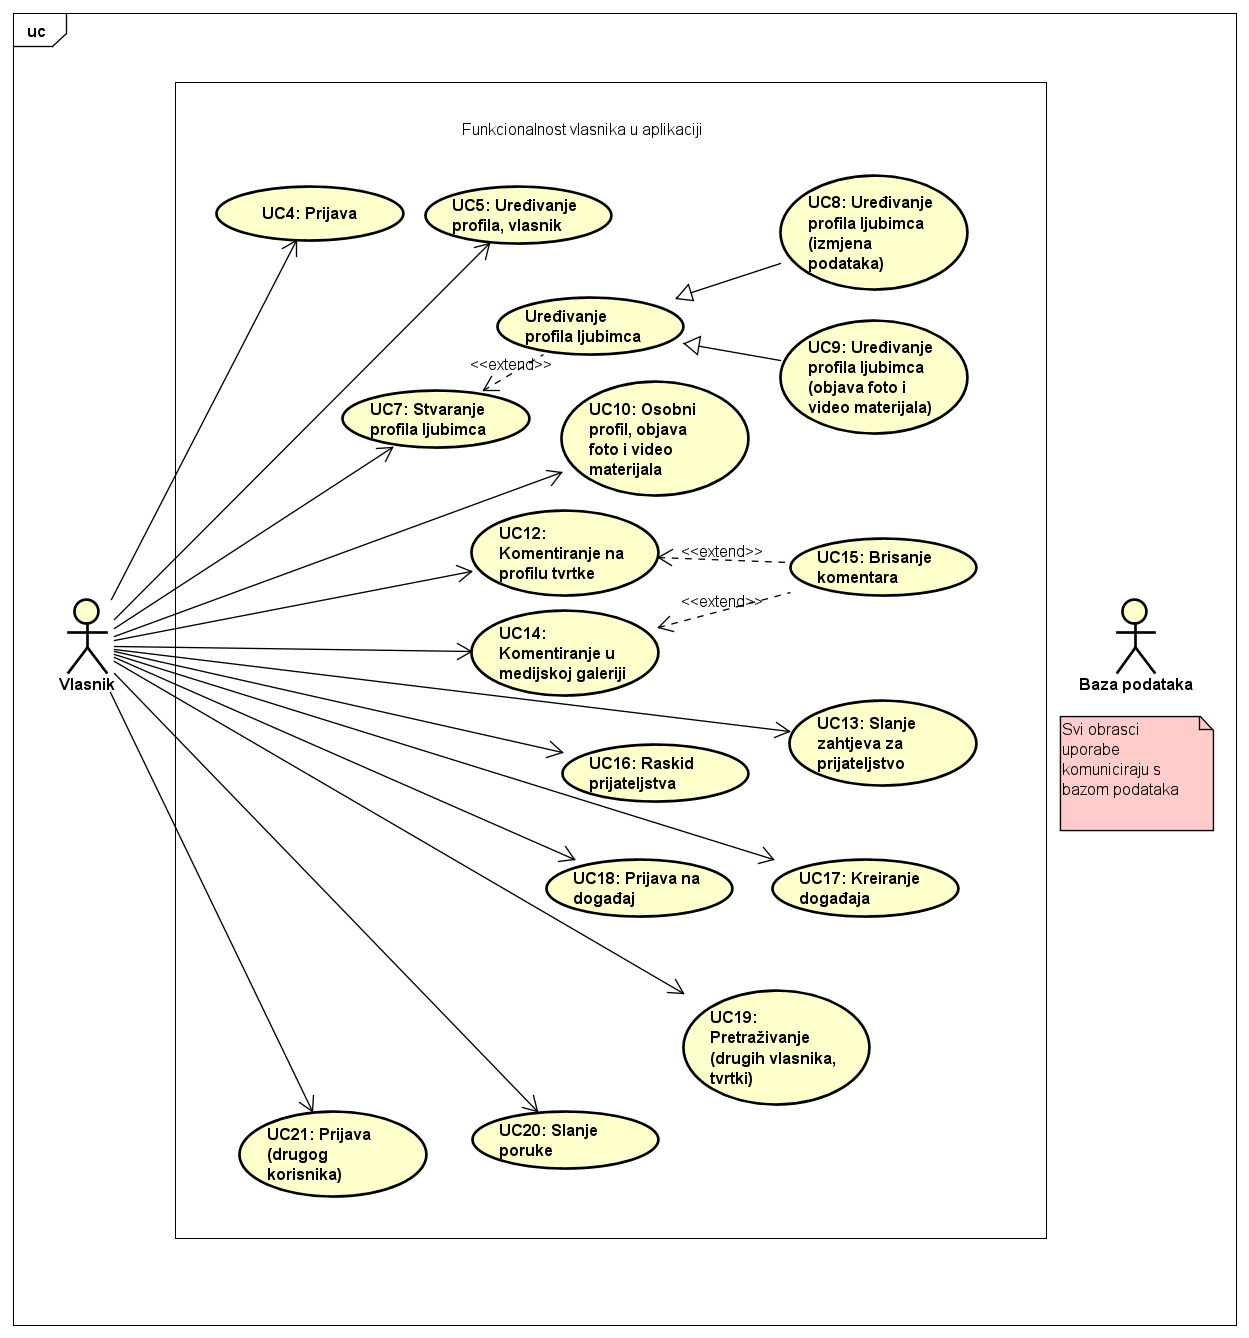 uc
Funkcionalnost vlasnika u aplikaciji
UC4: Prijava
UC5: Uređivanje
profila, vlasnik
UC8: Uređivanje
profila ljubimca
(izmjena
podataka)
Uređivanje
profila ljubimca
<<extend>>
UC9: Uređivanje
profila ljubimca
(objava foto i
video materijala)
UC7: Stvaranje
profila ljubimca
UC10: Osobni
profil, objava
foto i video
materijala
UC12:
Komentiranje na
profilu tvrtke
<<extend>>
UC15: Brisanje
komentara
<<extend>>
UC14:
Komentiranje u
medijskoj galeriji
Vlasnik
Baza podataka
Svi obrasci
uporabe
komuniciraju s
bazom podataka
UC13: Slanje
zahtjeva za
prijateljstvo
UC16: Raskid
prijateljstva
UC18: Prijava na
događaj
UC17: Kreiranje
događaja
UC19:
Pretraživanje
(drugih vlasnika,
tvrtki)
UC21: Prijava
(drugog
korisnika)
UC20: Slanje
poruke